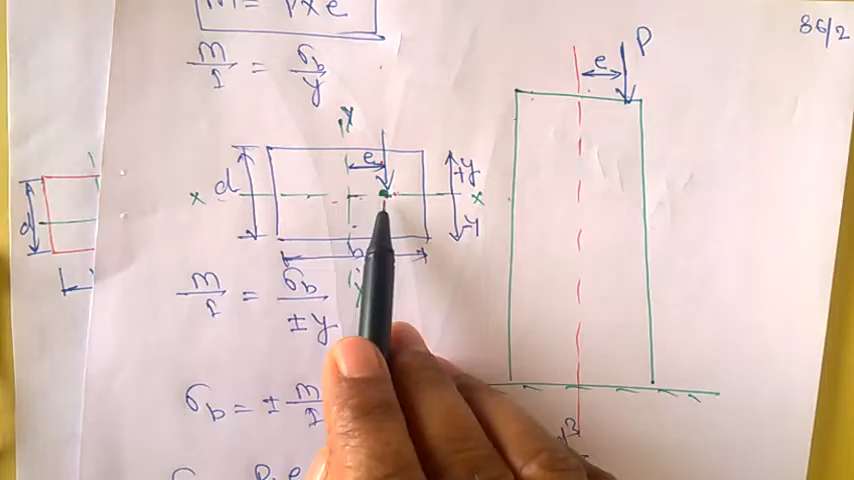 M = P x e
86/2
m/I = σb/y
P
e
y
e
d
x
x
+y
-y
b
d
m/I = σb/±y
σb = ± m/I
P.e